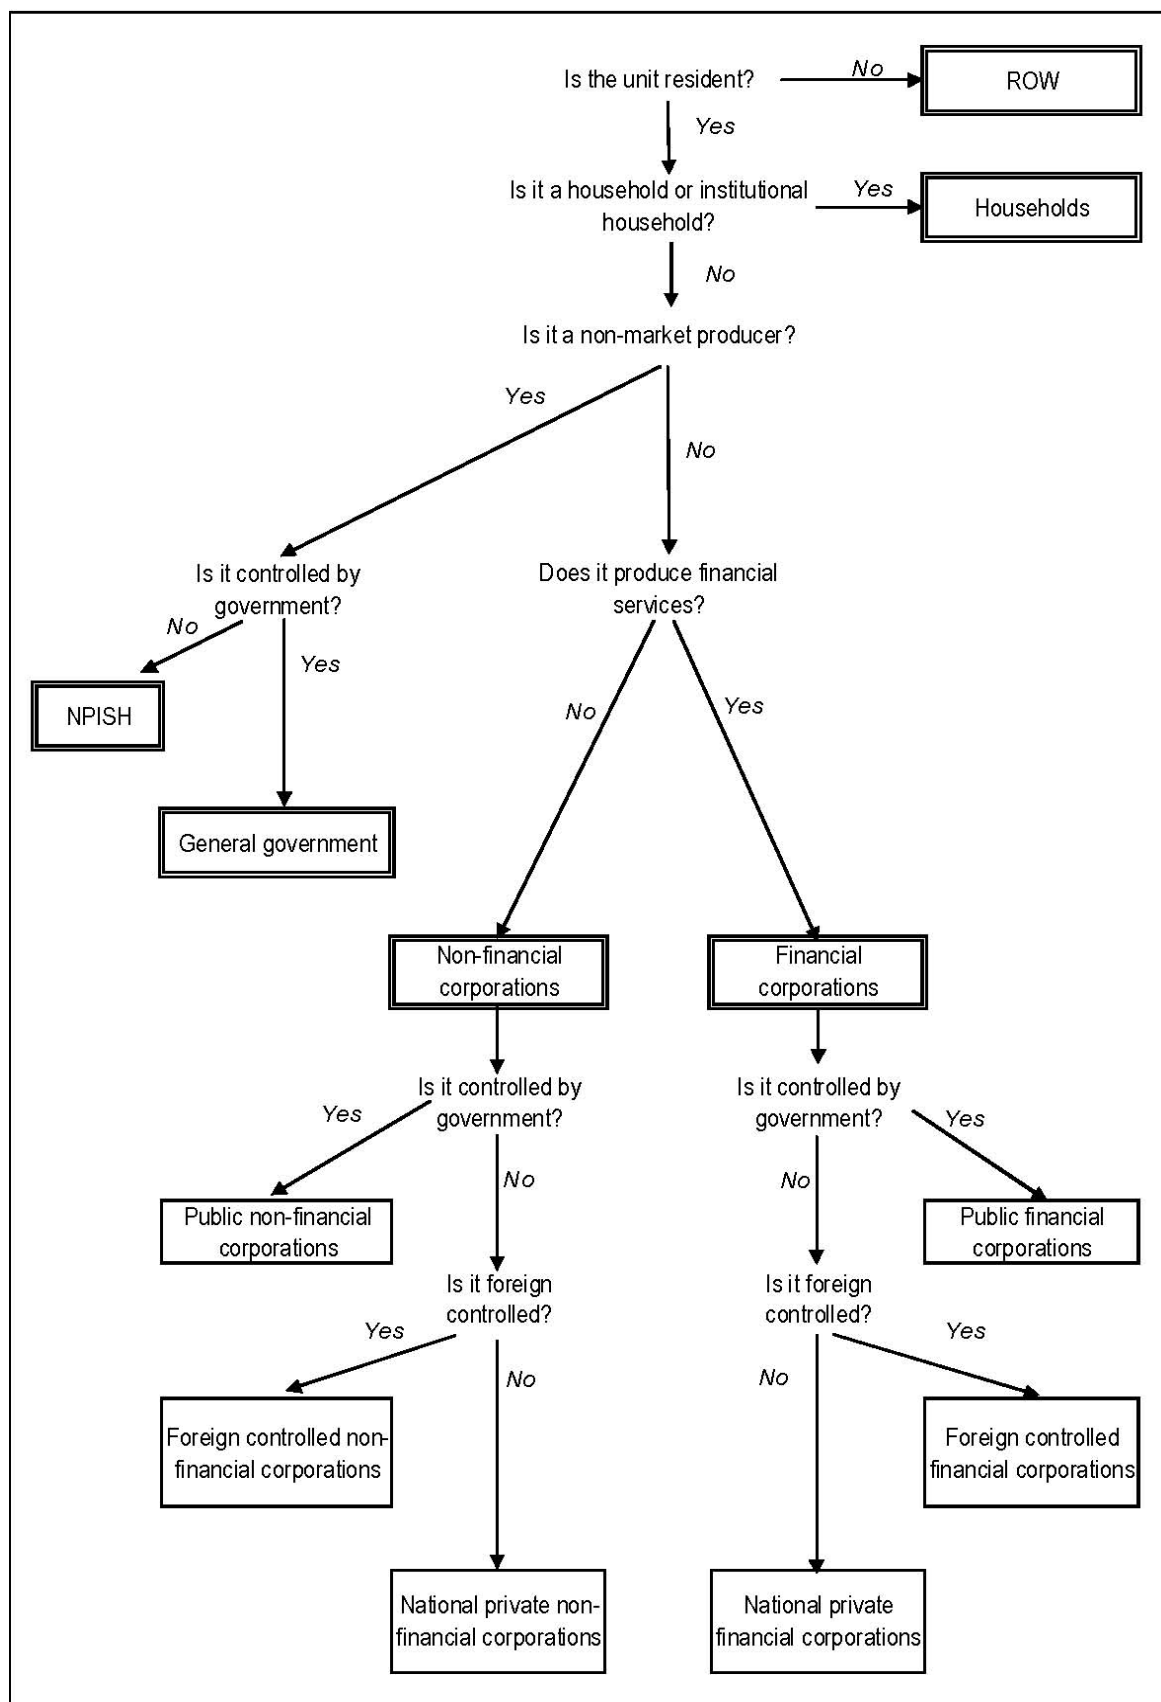 Is the unit resident?
No
ROW
Yes
Is it a household or institutional
household?
Yes
Households
No
Is it a non-market producer?
Yes
No
Is it controlled by
government?
Does it produce financial
services?
No
Yes
NPISH
No
Yes
General government
Non-financial
corporations
Financial
corporations
Is it controlled by
government?
Is it controlled by
government?
Yes
Yes
No
No
Public non-financial
corporations
Public financial
corporations
Is it foreign
controlled?
Is it foreign
controlled?
Yes
Yes
No
No
Foreign controlled non-
financial corporations
Foreign controlled
financial corporations
National private non-
financial corporations
National private
financial corporations